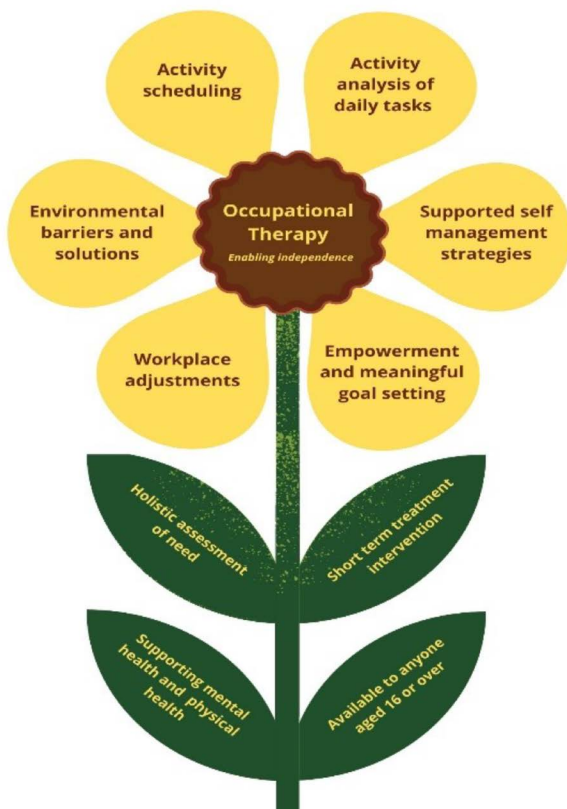 Activity
scheduling
Activity
analysis of
daily tasks
Environmental
barriers and
solutions
Occupational
Therapy
Enabling independence
Supported self
management
strategies
Workplace
adjustments
Empowerment
and meaningful
goal setting
Holistic assessment
of need
Short term treatment
intervention
Supporting mental
health and physical
health
Available to anyone
aged 16 or over